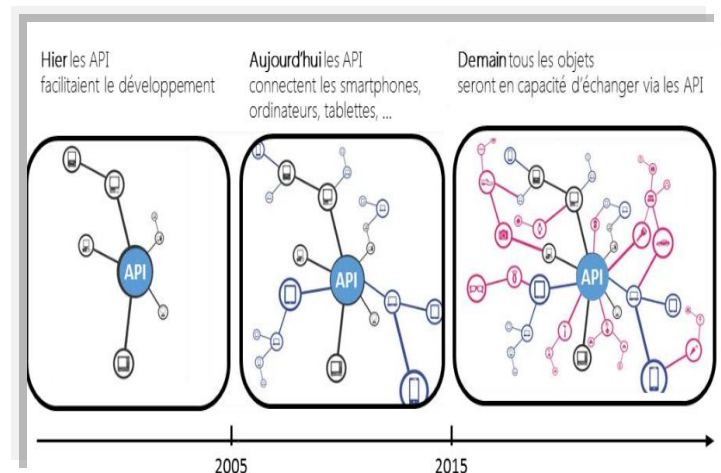 Hier les API
facilitaient le développement
Aujourd'hui les API
connectent les smartphones,
ordinateurs, tablettes, ...
Demain tous les objets
seront en capacité d'échanger via les API
API
API
API
2005
2015